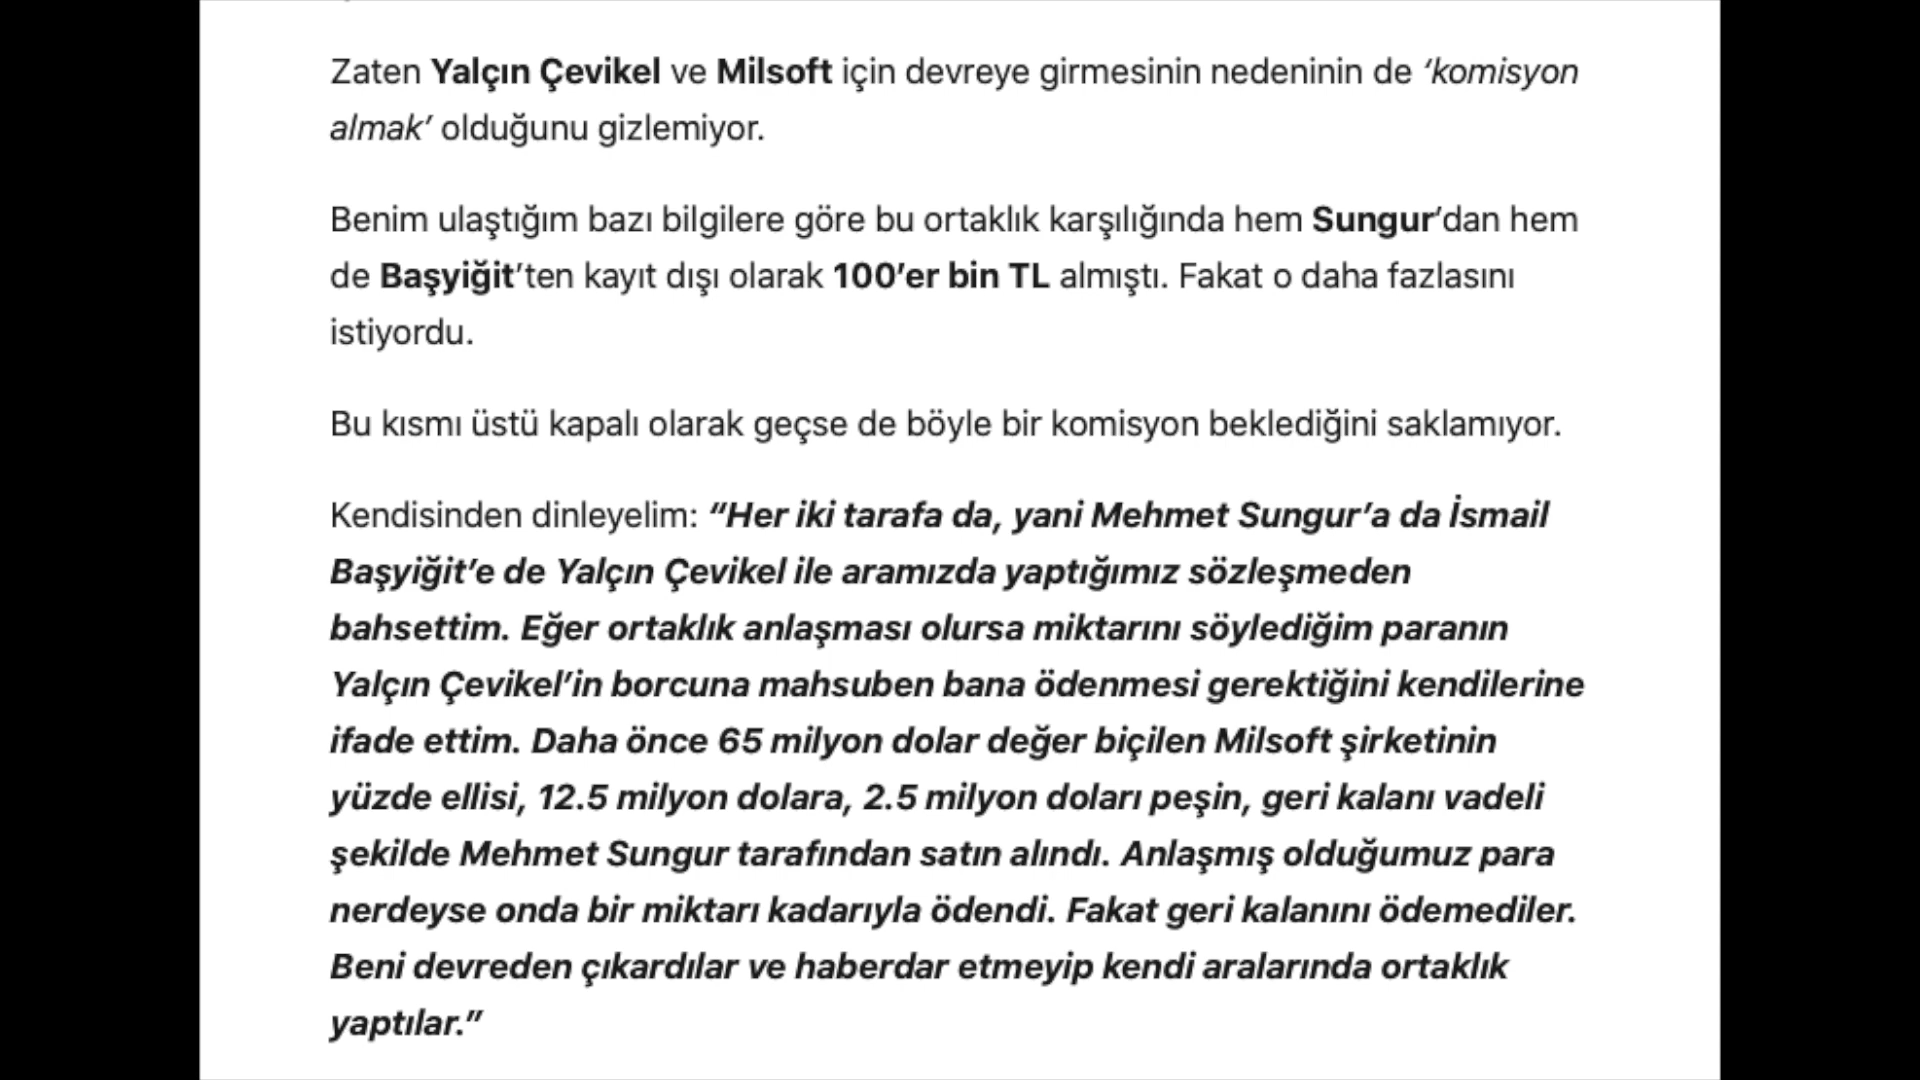 Zaten Yalçın Çevikel ve Milsoft için devreye girmesinin nedeninin de ‘komisyon
almak’ olduğunu gizlemiyor.
Benim ulaştığım bazı bilgilere göre bu ortaklık karşılığında hem Sungur’dan hem
de Başyiğit’ten kayıt dışı olarak 100’er bin TL almıştı. Fakat o daha fazlasını
istiyordu.
Bu kısmı üstü kapalı olarak geçse de böyle bir komisyon beklediğini saklamıyor.
Kendisinden dinleyelim: “Her iki tarafa da, yani Mehmet Sungur’a da İsmail
Başyiğit’e de Yalçın Çevikel ile aramızda yaptığımız sözleşmeden
bahsettim. Eğer ortaklık anlaşması olursa miktarını söylediğim paranın
Yalçın Çevikel’in borcuna mahsuben bana ödenmesi gerektiğini kendilerine
ifade ettim. Daha önce 65 milyon dolar değer biçilen Milsoft şirketinin
yüzde ellisi, 12.5 milyon dolara, 2.5 milyon doları peşin, geri kalanı vadeli
şekilde Mehmet Sungur tarafından satın alındı. Anlaşmış olduğumuz para
nerdeyse onda bir miktarı kadarıyla ödendi. Fakat geri kalanını ödemediler.
Beni devreden çıkardılar ve haberdar etmeyip kendi aralarında ortaklık
yaptılar.”